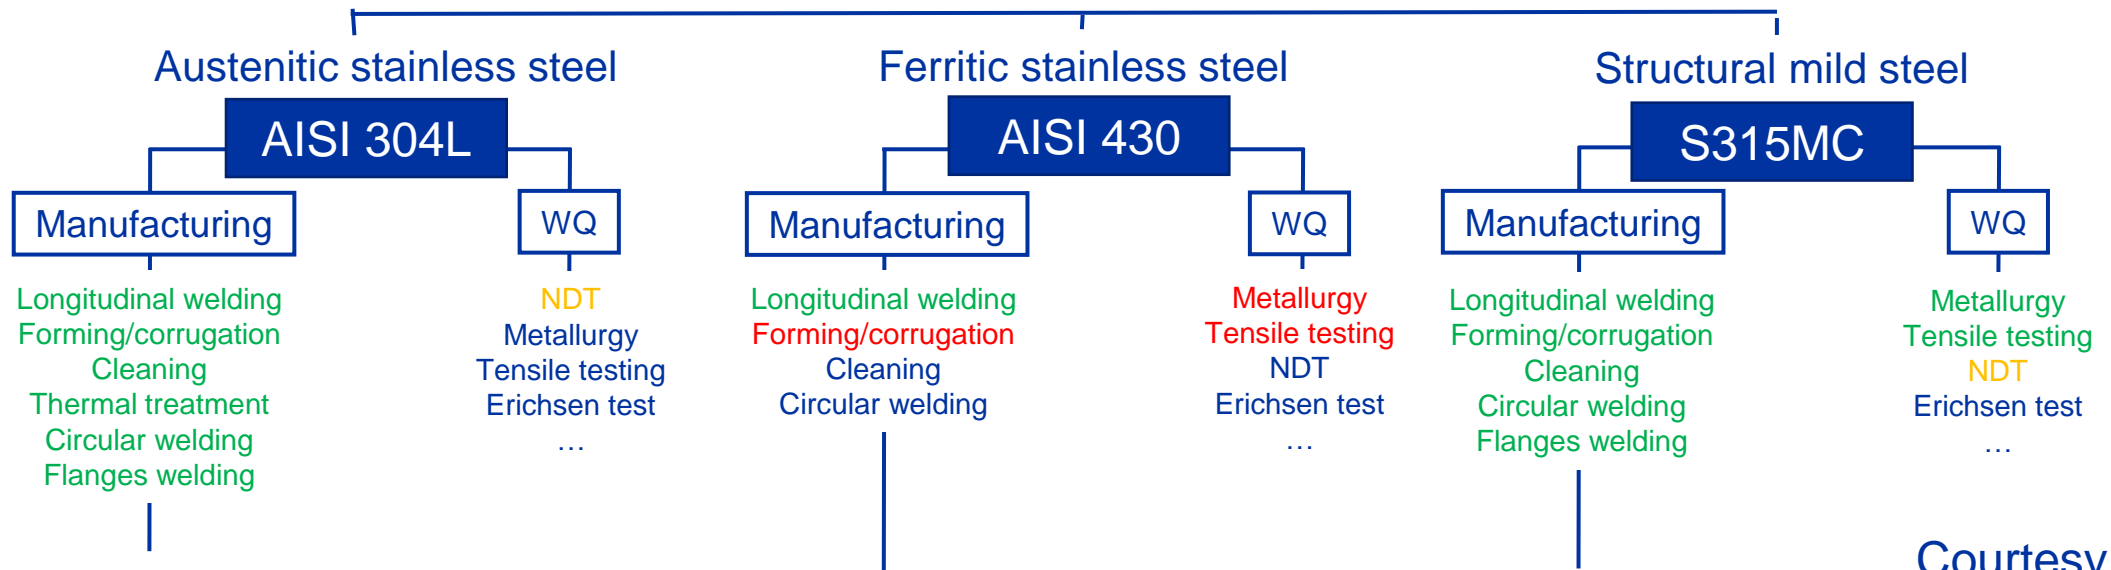 Austenitic stainless steel
AISI 304L
Manufacturing
Longitudinal welding
Forming/corrugation
Cleaning
Thermal treatment
Circular welding
Flanges welding
WQ
NDT
Metallurgy
Tensile testing
Erichsen test
…
Ferritic stainless steel
AISI 430
Manufacturing
Longitudinal welding
Forming/corrugation
Cleaning
Circular welding
WQ
Metallurgy
Tensile testing
NDT
Erichsen test
…
Structural mild steel
S315MC
Manufacturing
Longitudinal welding
Forming/corrugation
Cleaning
Circular welding
Flanges welding
WQ
Metallurgy
Tensile testing
NDT
Erichsen test
…
Courtesy